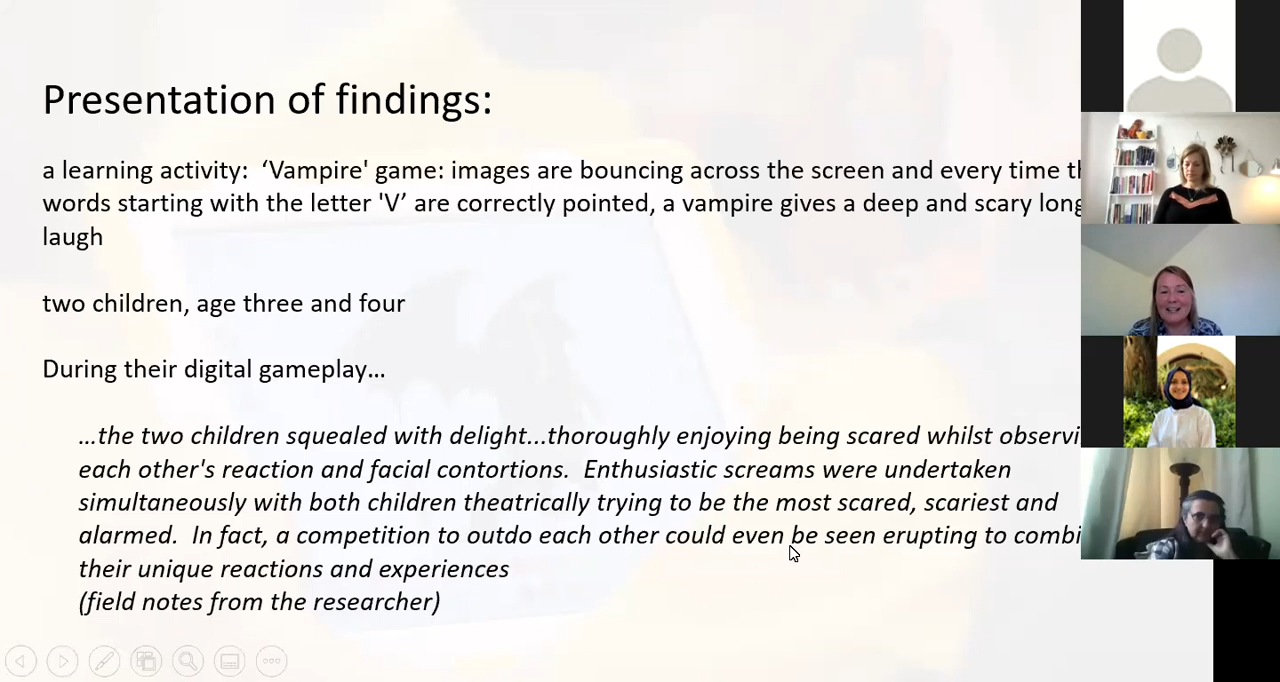 Presentation of findings:
a learning activity:  ‘Vampire' game: images are bouncing across the screen and every time
words starting with the letter 'V’ are correctly pointed, a vampire gives a deep and scary long
laugh
two children, age three and four
During their digital gameplay...
...the two children squealed with delight...thoroughly enjoying being scared whilst
each other's reaction and facial contortions.  Enthusiastic screams were undertaken
simultaneously with both children theatrically trying to be the most scared, scariest and
alarmed.  In fact, a competition to outdo each other could even be seen erupting to
their unique reactions and experiences
(field notes from the researcher)